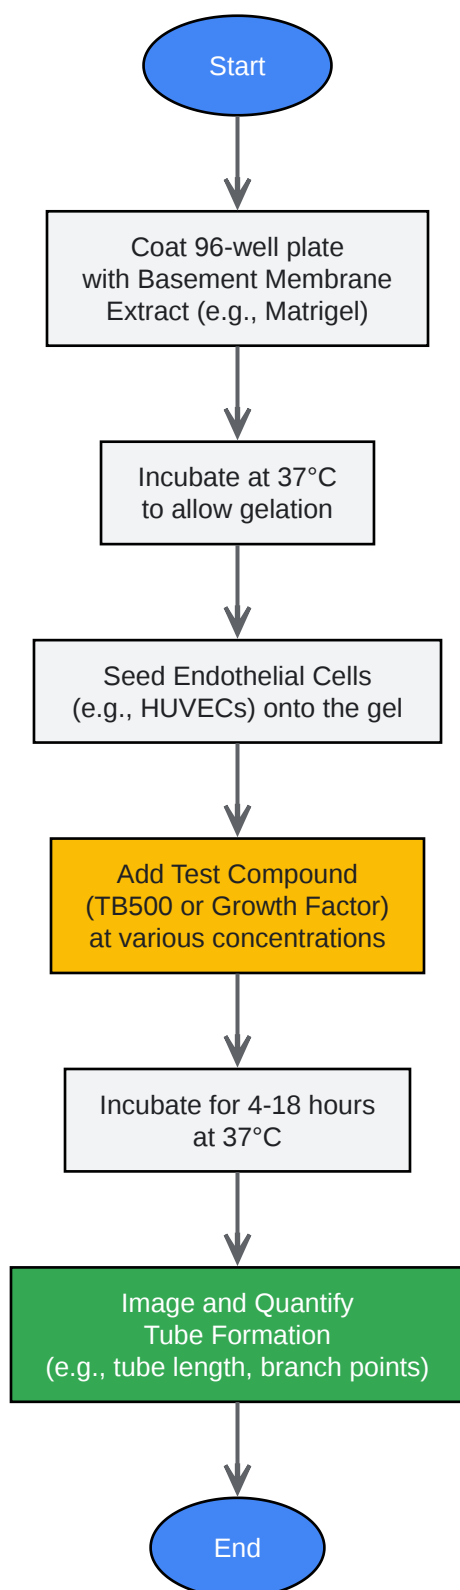 Start
Coat 96-well plate
with Basement Membrane
Extract (e.g., Matrigel)
Incubate at 37°C
to allow gelation
Seed Endothelial Cells
(e.g., HUVECs) onto the gel
Add Test Compound
(TB500 or Growth Factor)
at various concentrations
Incubate for 4-18 hours
at 37°C
Image and Quantify
Tube Formation
(e.g., tube length, branch points)
End